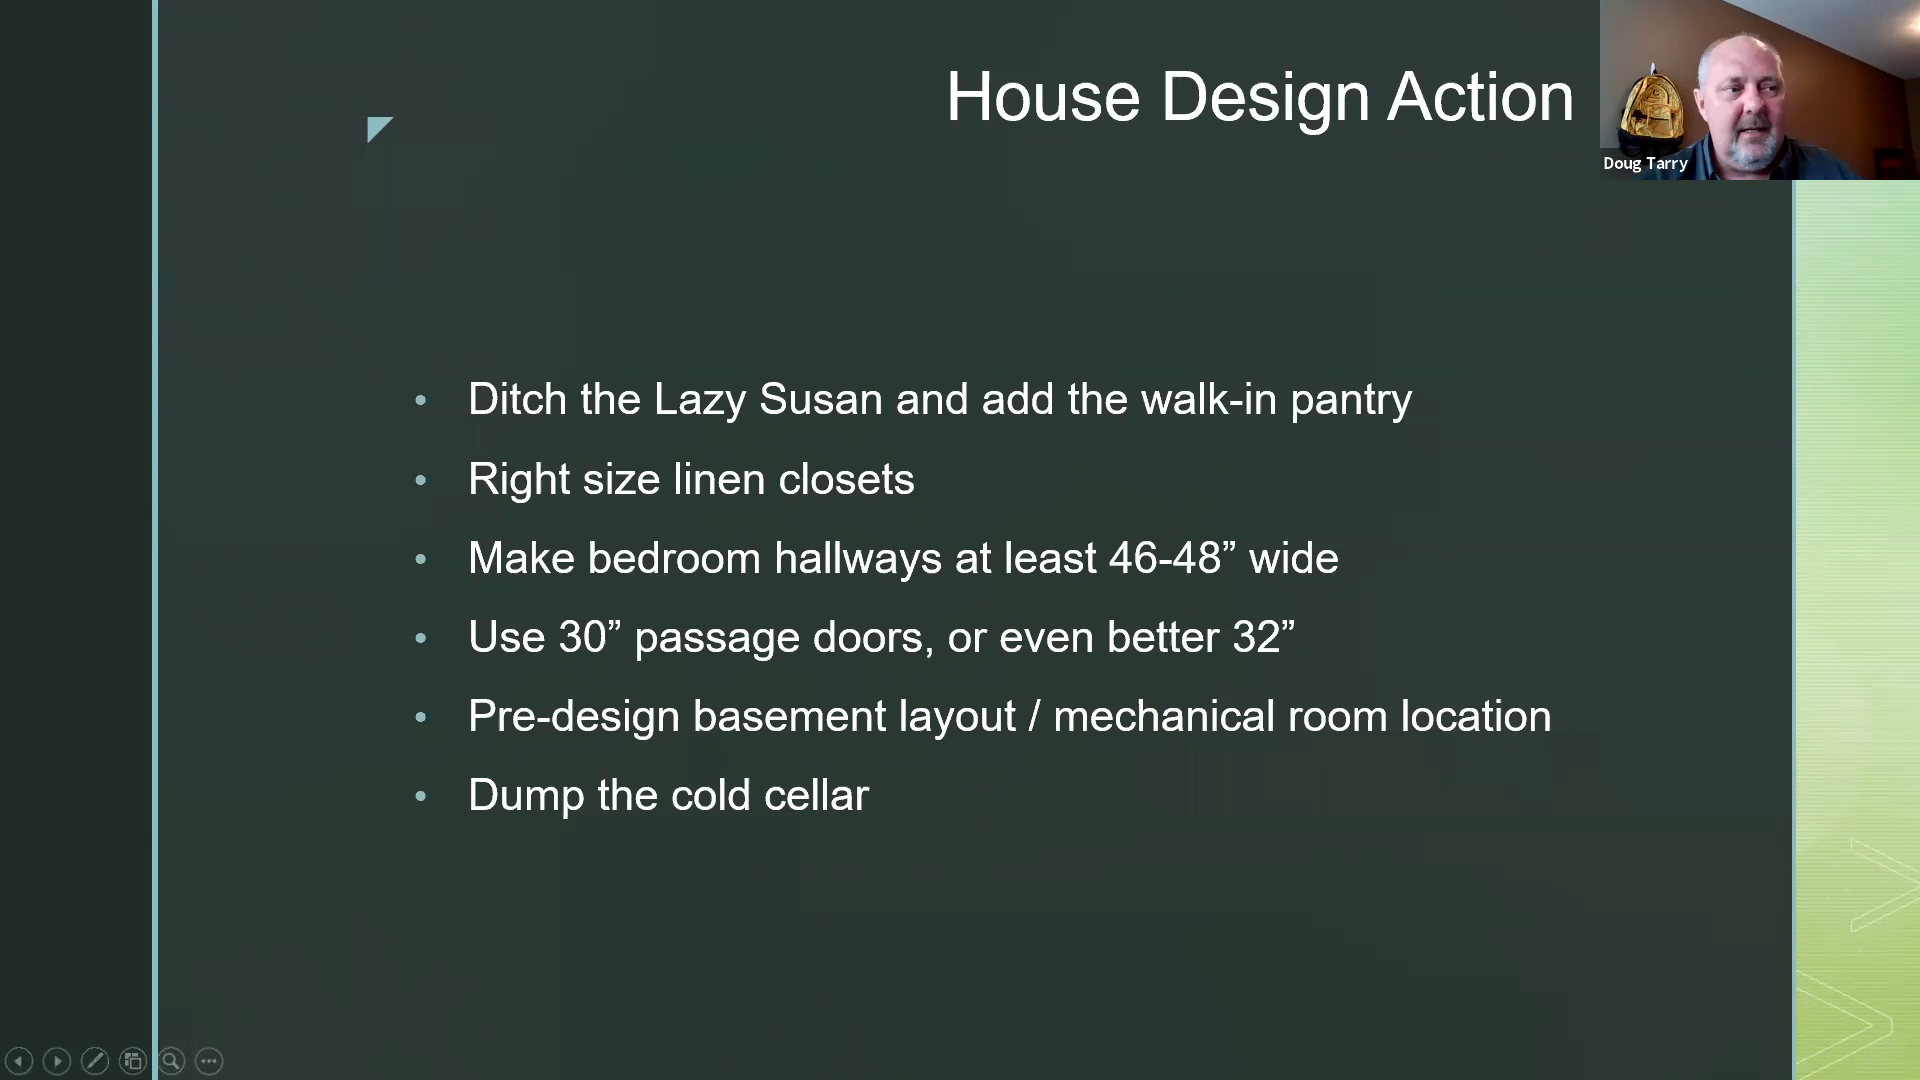 House Design Action
Doug Tarry
• Ditch the Lazy Susan and add the walk-in pantry
• Right size linen closets
• Make bedroom hallways at least 46-48” wide
• Use 30” passage doors, or even better 32”
• Pre-design basement layout / mechanical room location
• Dump the cold cellar